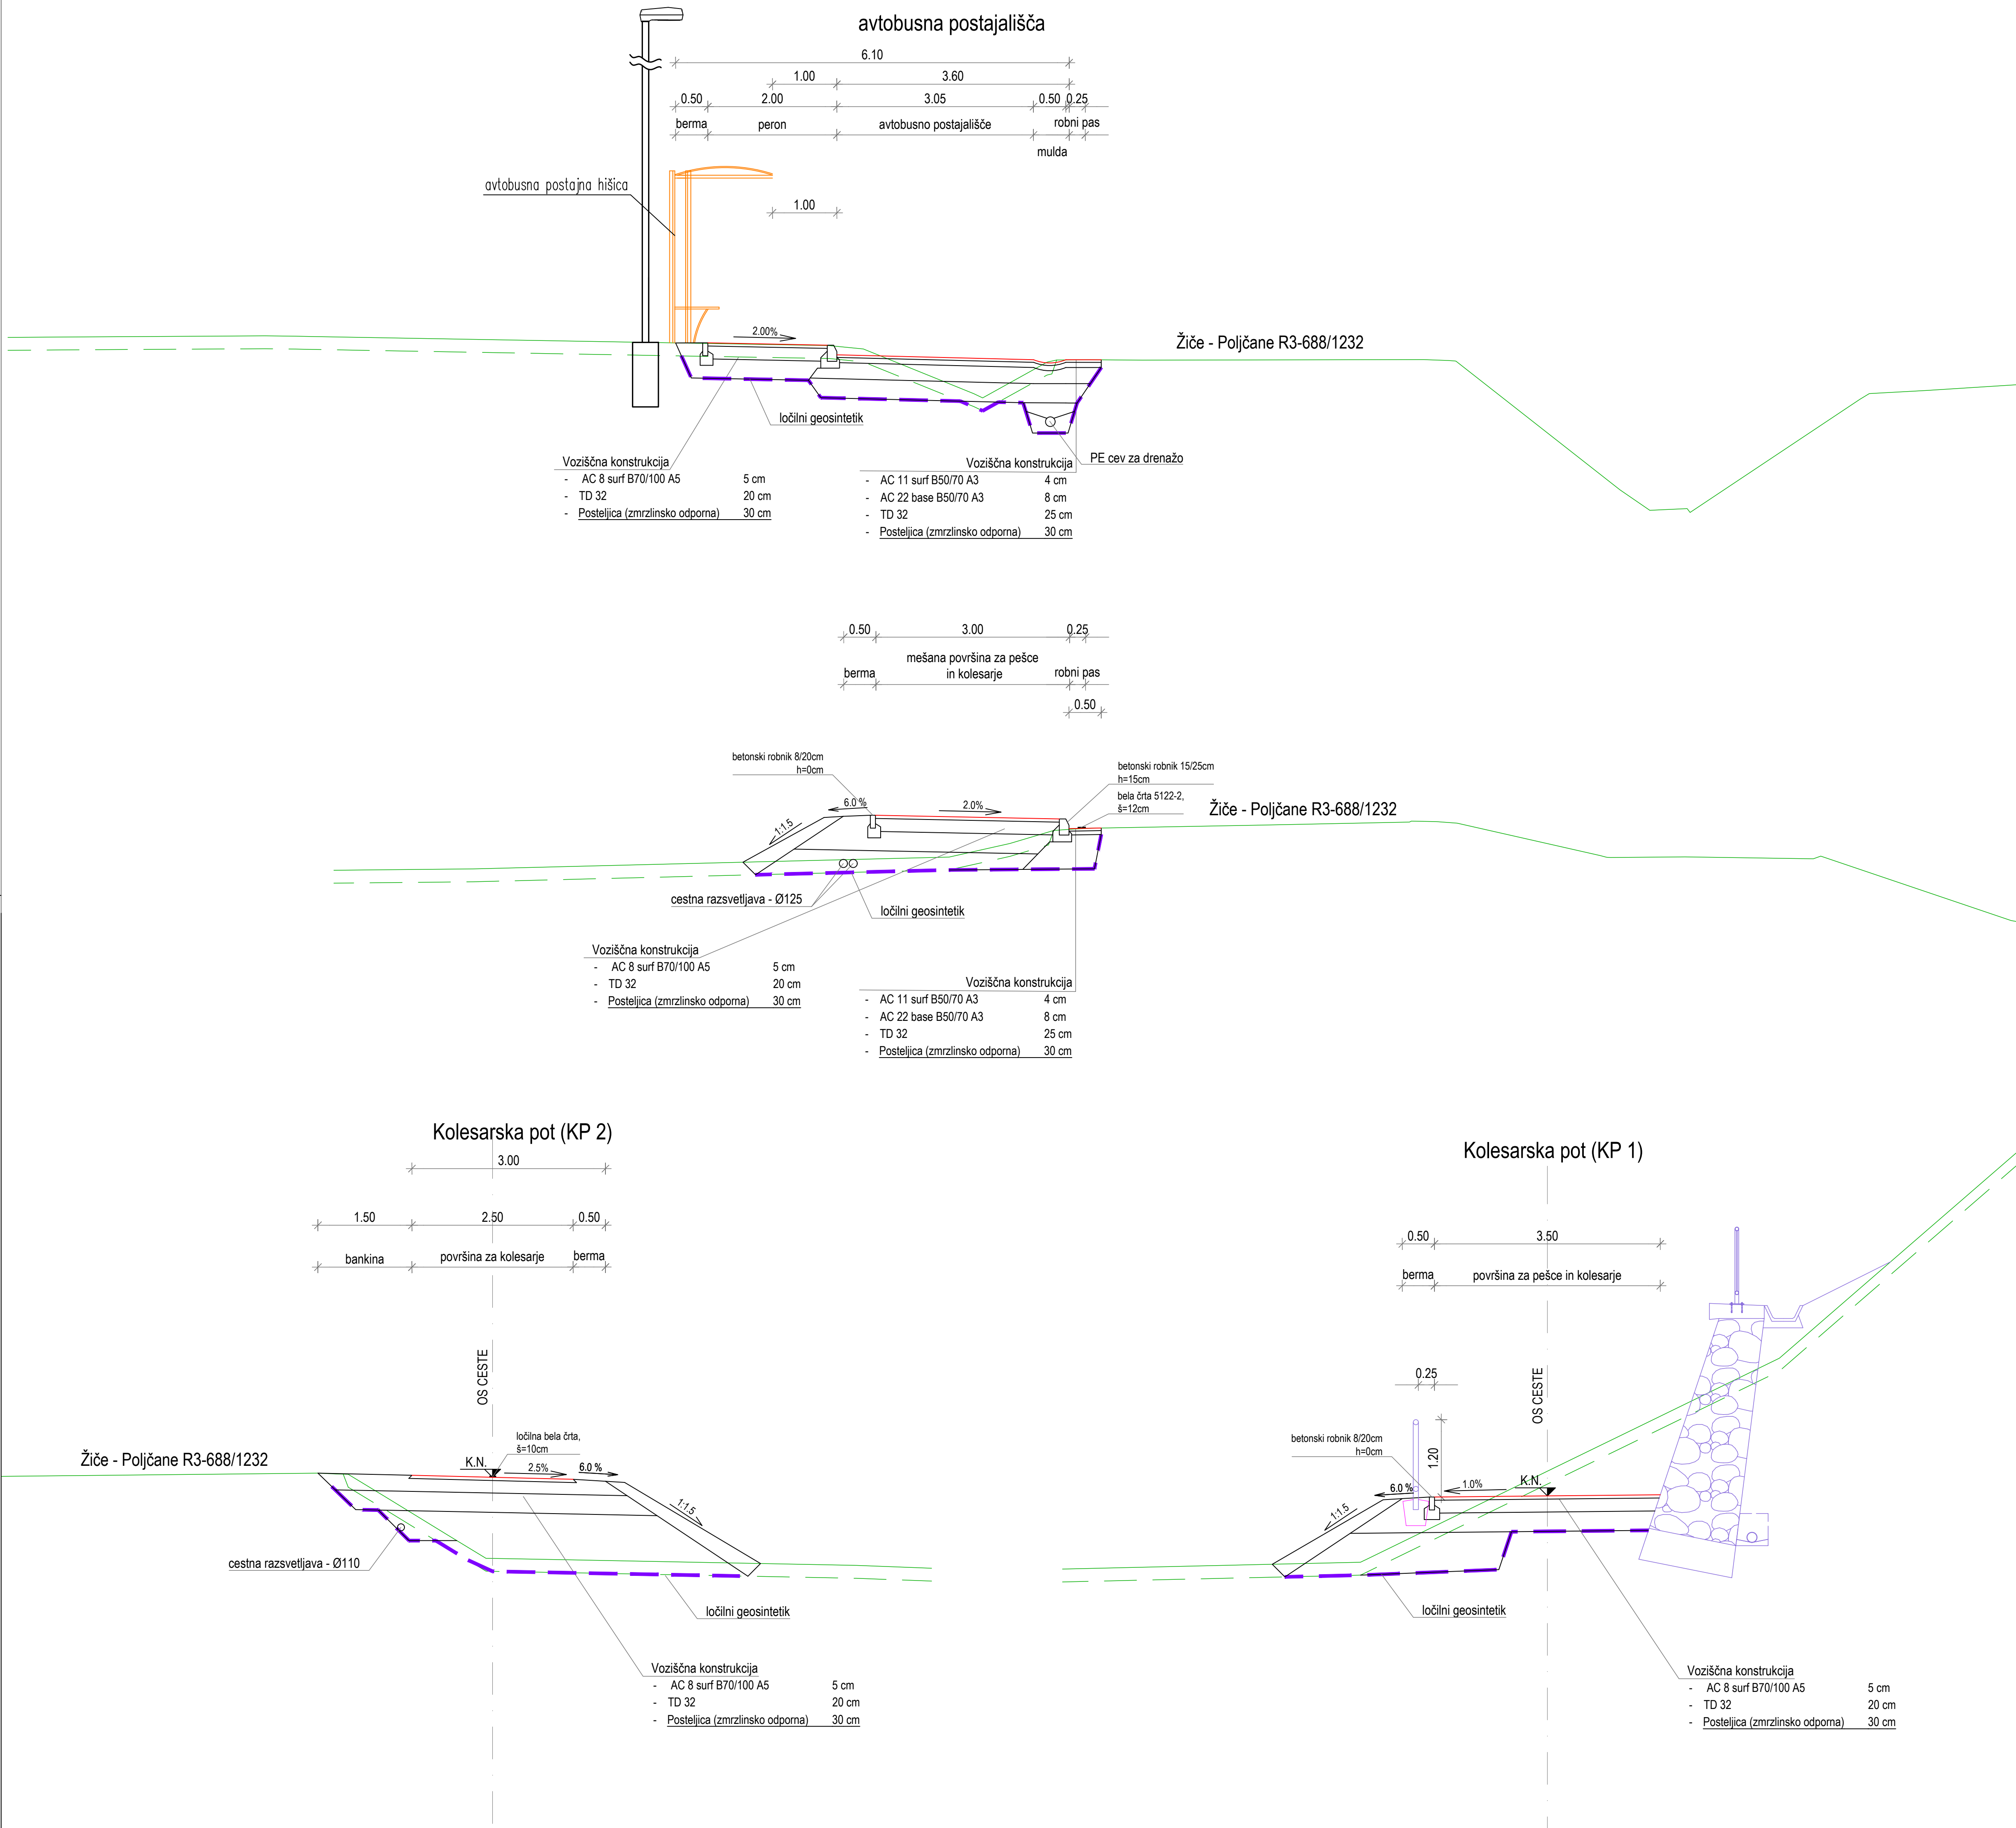 avtobusna postajališča
6.10
1.00 3.60
0.50 2.00 3.05 0.50 0.25
berma peron avtobusno postajališče robni pas
mulda
avtobusna postajna hišica
1.00
2.00%
Žiče - Poljčane R3-688/1232
ločilni geosintetik
PE cev za drenažo
Voziščna konstrukcija
- AC 8 surf B70/100 A5 5 cm
- TD 32 20 cm
- Posteljica (zmrzlinsko odporna) 30 cm
Voziščna konstrukcija
- AC 11 surf B50/70 A3 4 cm
- AC 22 base B50/70 A3 8 cm
- TD 32 25 cm
- Posteljica (zmrzlinsko odporna) 30 cm
0.50 3.00 0.25
mešana površina za pešce
berma in kolesarje robni pas
0.50
betonski robnik 8/20cm
h=0cm
betonski robnik 15/25cm
h=15cm
bela črta 5122-2,
š=12cm
6.0 % 2.0%
1:1.5
Žiče - Poljčane R3-688/1232
cestna razsvetljava - Ø125
ločilni geosintetik
Voziščna konstrukcija
- AC 8 surf B70/100 A5 5 cm
- TD 32 20 cm
- Posteljica (zmrzlinsko odporna) 30 cm
Voziščna konstrukcija
- AC 11 surf B50/70 A3 4 cm
- AC 22 base B50/70 A3 8 cm
- TD 32 25 cm
- Posteljica (zmrzlinsko odporna) 30 cm
Kolesarska pot (KP 2)
3.00
1.50 2.50 0.50
bankina površina za kolesarje berma
OS CESTE
ločilna bela črta,
š=10cm
Žiče - Poljčane R3-688/1232
K.N. 2.5% 6.0 %
1:1.5
cestna razsvetljava - Ø110
ločilni geosintetik
Voziščna konstrukcija
- AC 8 surf B70/100 A5 5 cm
- TD 32 20 cm
- Posteljica (zmrzlinsko odporna) 30 cm
Kolesarska pot (KP 1)
0.50 3.50
berma površina za pešce in kolesarje
0.25
OS CESTE
betonski robnik 8/20cm
h=0cm
1.20
6.0 % 1.0% K.N.
1:1.5
ločilni geosintetik
Voziščna konstrukcija
- AC 8 surf B70/100 A5 5 cm
- TD 32 20 cm
- Posteljica (zmrzlinsko odporna) 30 cm